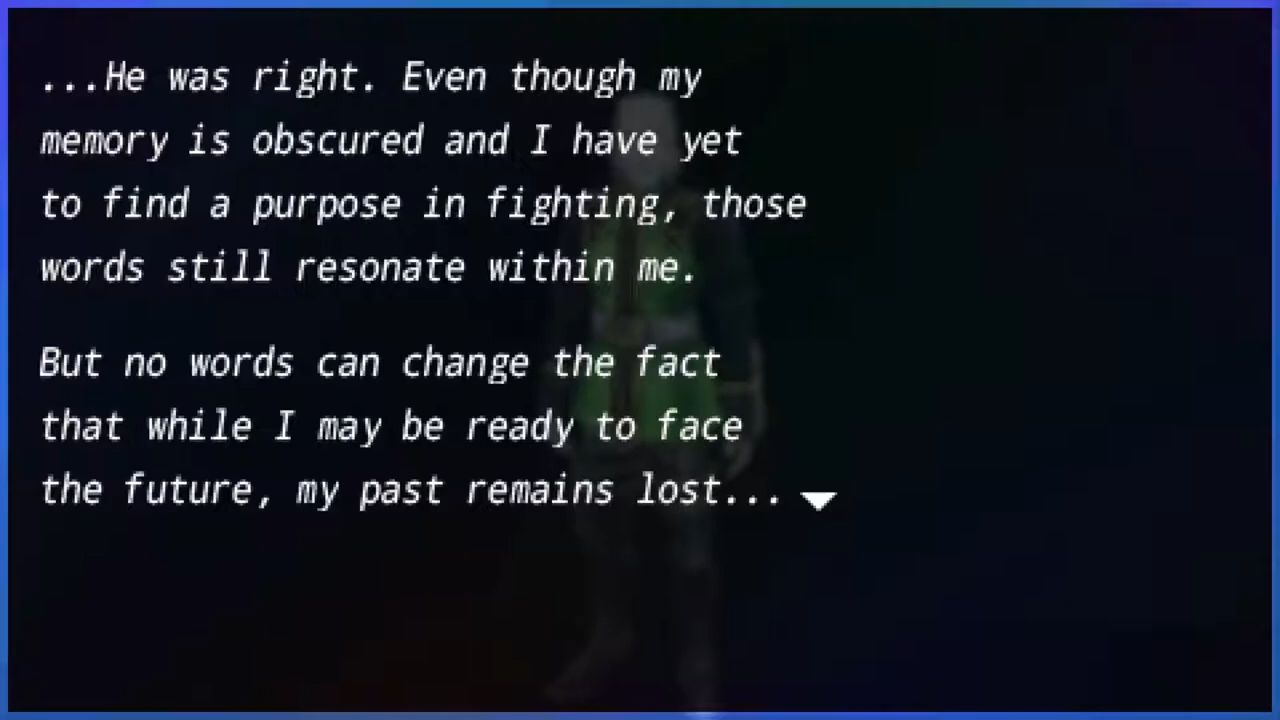 ...He was right. Even though my
memory is obscured and I have yet
to find a purpose in fighting, those
words still resonate within me.
But no words can change the fact
that while I may be ready to face
the future, my past remains lost...